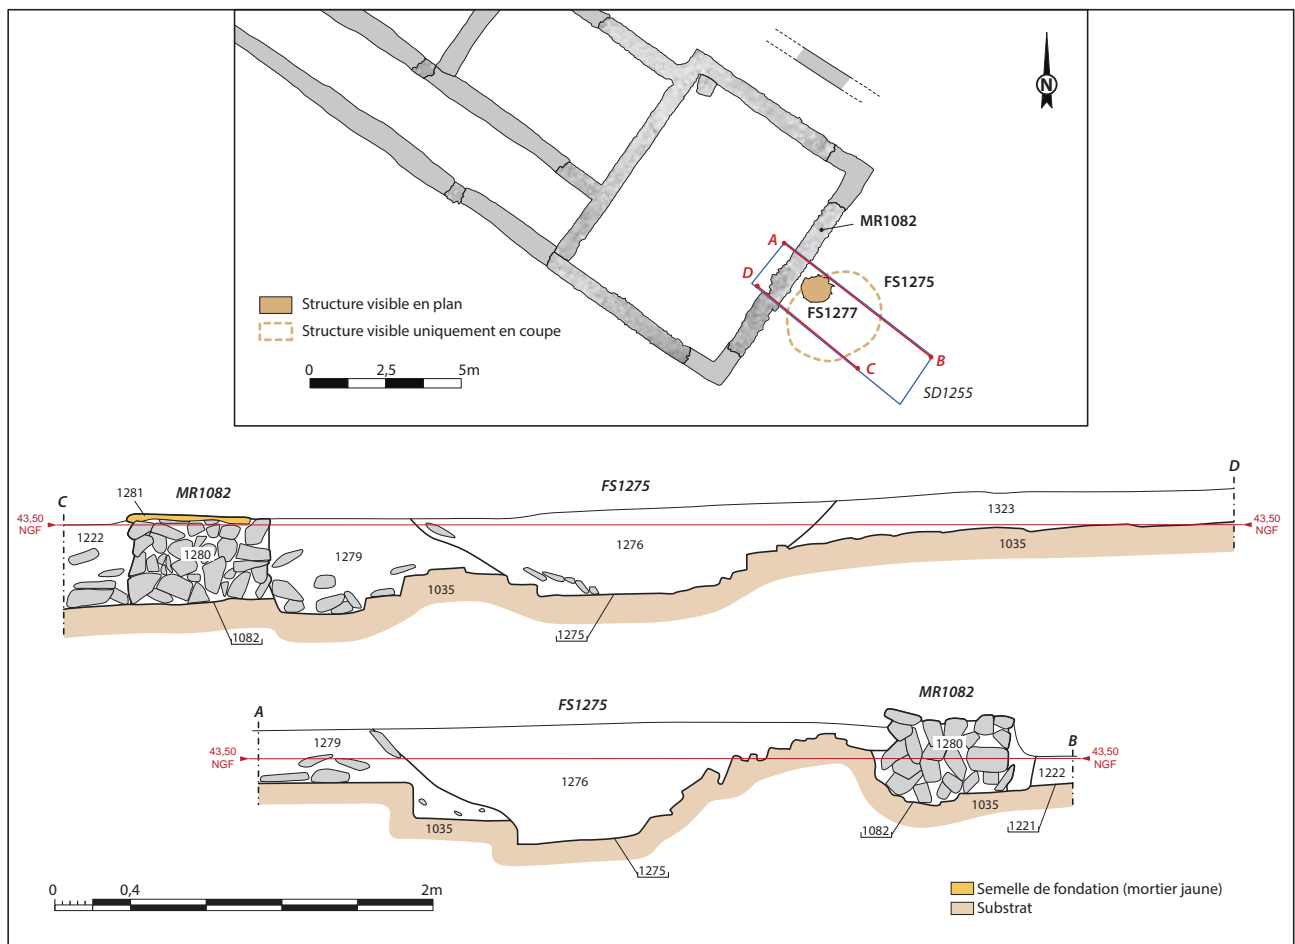 N
MR1082
A
D
FS1275
FS1277
B
C
SD1255
Structure visible en plan
Structure visible uniquement en coupe
0 2,5 5m
C
1281
MR1082
FS1275
D
43,50
NGF
43,50
NGF
1222
1280
1279
1276
1323
1035
1035
1082
1275
A
FS1275
MR1082
B
43,50
NGF
43,50
NGF
1279
1276
1280
1222
1035
1035
1082
1221
1275
0 0,4 2m
Semelle de fondation (mortier jaune)
Substrat